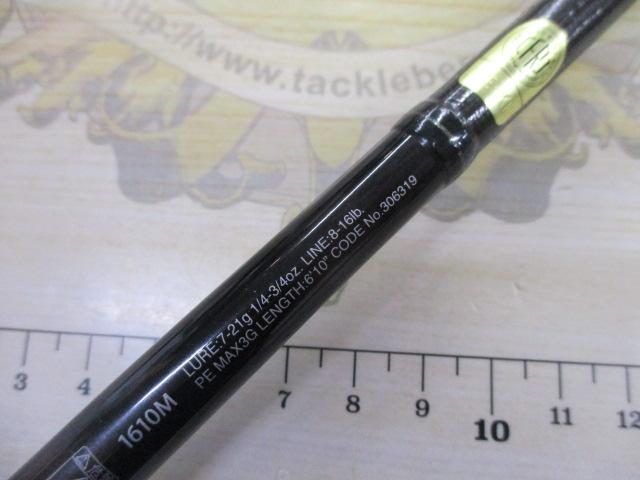 http://www.tacklebe
1610M
LURE:7-21g 1/4-3/4oz. LINE:8-16lb.
PE MAX3G LENGTH:6'10" CODE No.306319
3 4 7 8 9 10 11 12